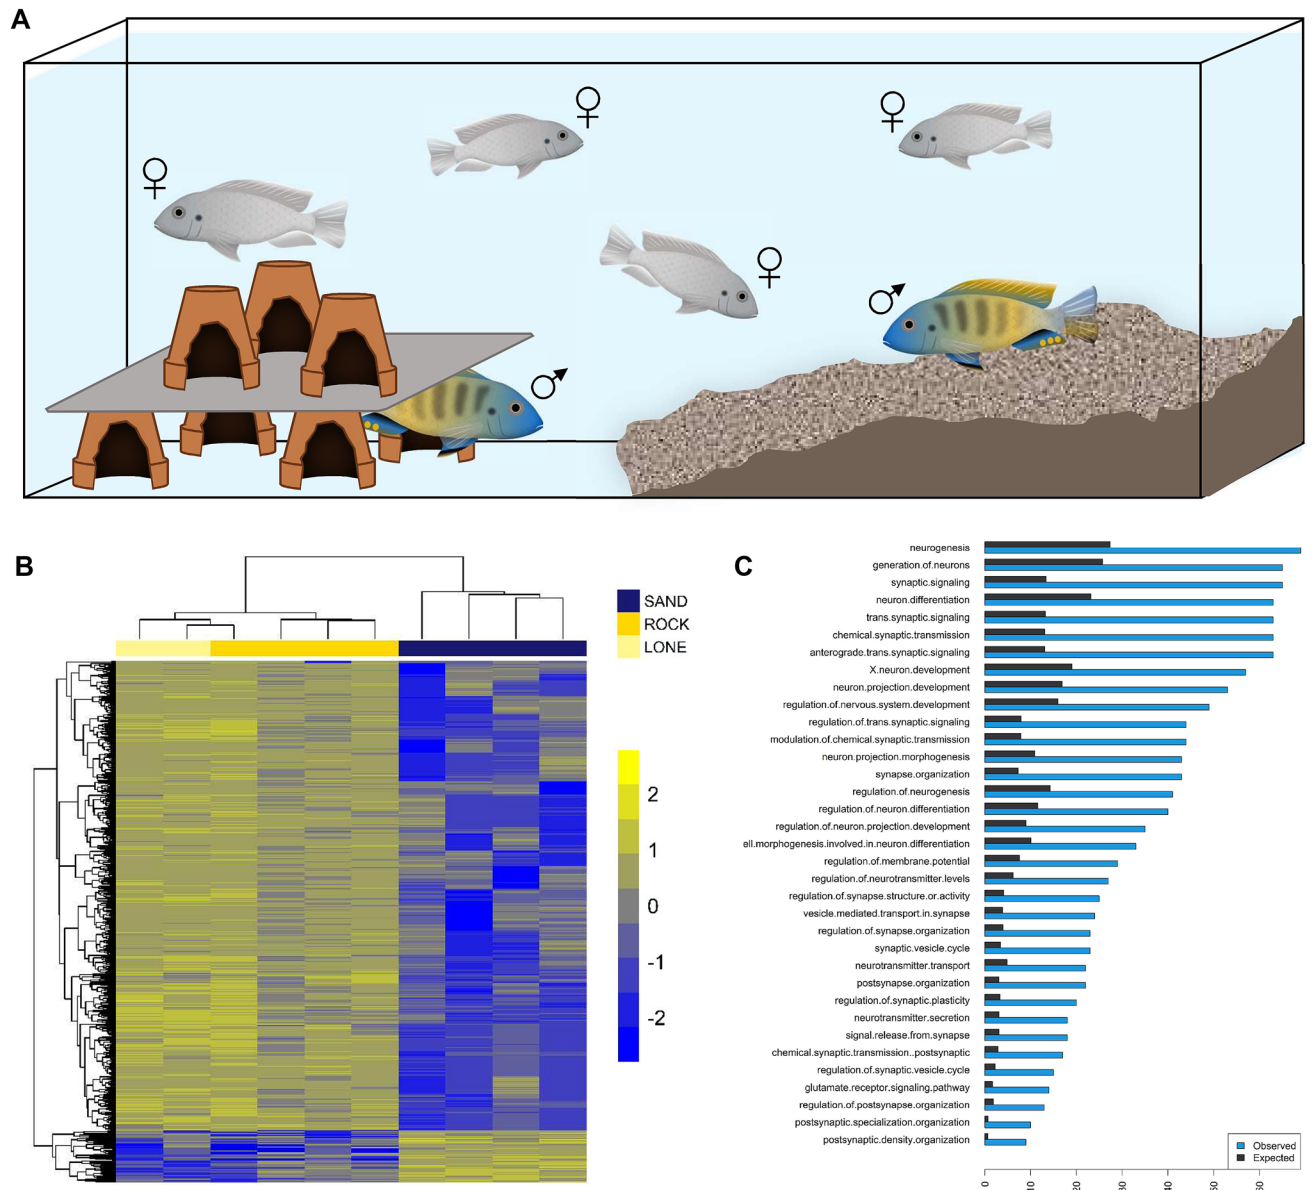 A
♀
♀
♀
♀
♂
♂
B
SAND
ROCK
LONE
2
1
0
-1
-2
C
neurogenesis
generation.of.neurons
synaptic.signaling
neuron.differentiation
trans.synaptic.signaling
chemical.synaptic.transmission
anterograde.trans.synaptic.signaling
X.neuron.development
neuron.projection.development
regulation.of.nervous.system.development
regulation.of.trans.synaptic.signaling
modulation.of.chemical.synaptic.transmission
neuron.projection.morphogenesis
synapse.organization
regulation.of.neurogenesis
regulation.of.neuron.differentiation
regulation.of.neuron.projection.development
ell.morphogenesis.involved.in.neuron.differentiation
regulation.of.membrane.potential
regulation.of.neurotransmitter.levels
regulation.of.synapse.structure.or.activity
vesicle.mediated.transport.in.synapse
regulation.of.synapse.organization
synaptic.vesicle.cycle
neurotransmitter.transport
postsynapse.organization
regulation.of.synaptic.plasticity
neurotransmitter.secretion
signal.release.from.synapse
chemical.synaptic.transmission..postsynaptic
regulation.of.synaptic.vesicle.cycle
glutamate.receptor.signaling.pathway
regulation.of.postsynapse.organization
postsynaptic.specialization.organization
postsynaptic.density.organization
Observed
Expected
0